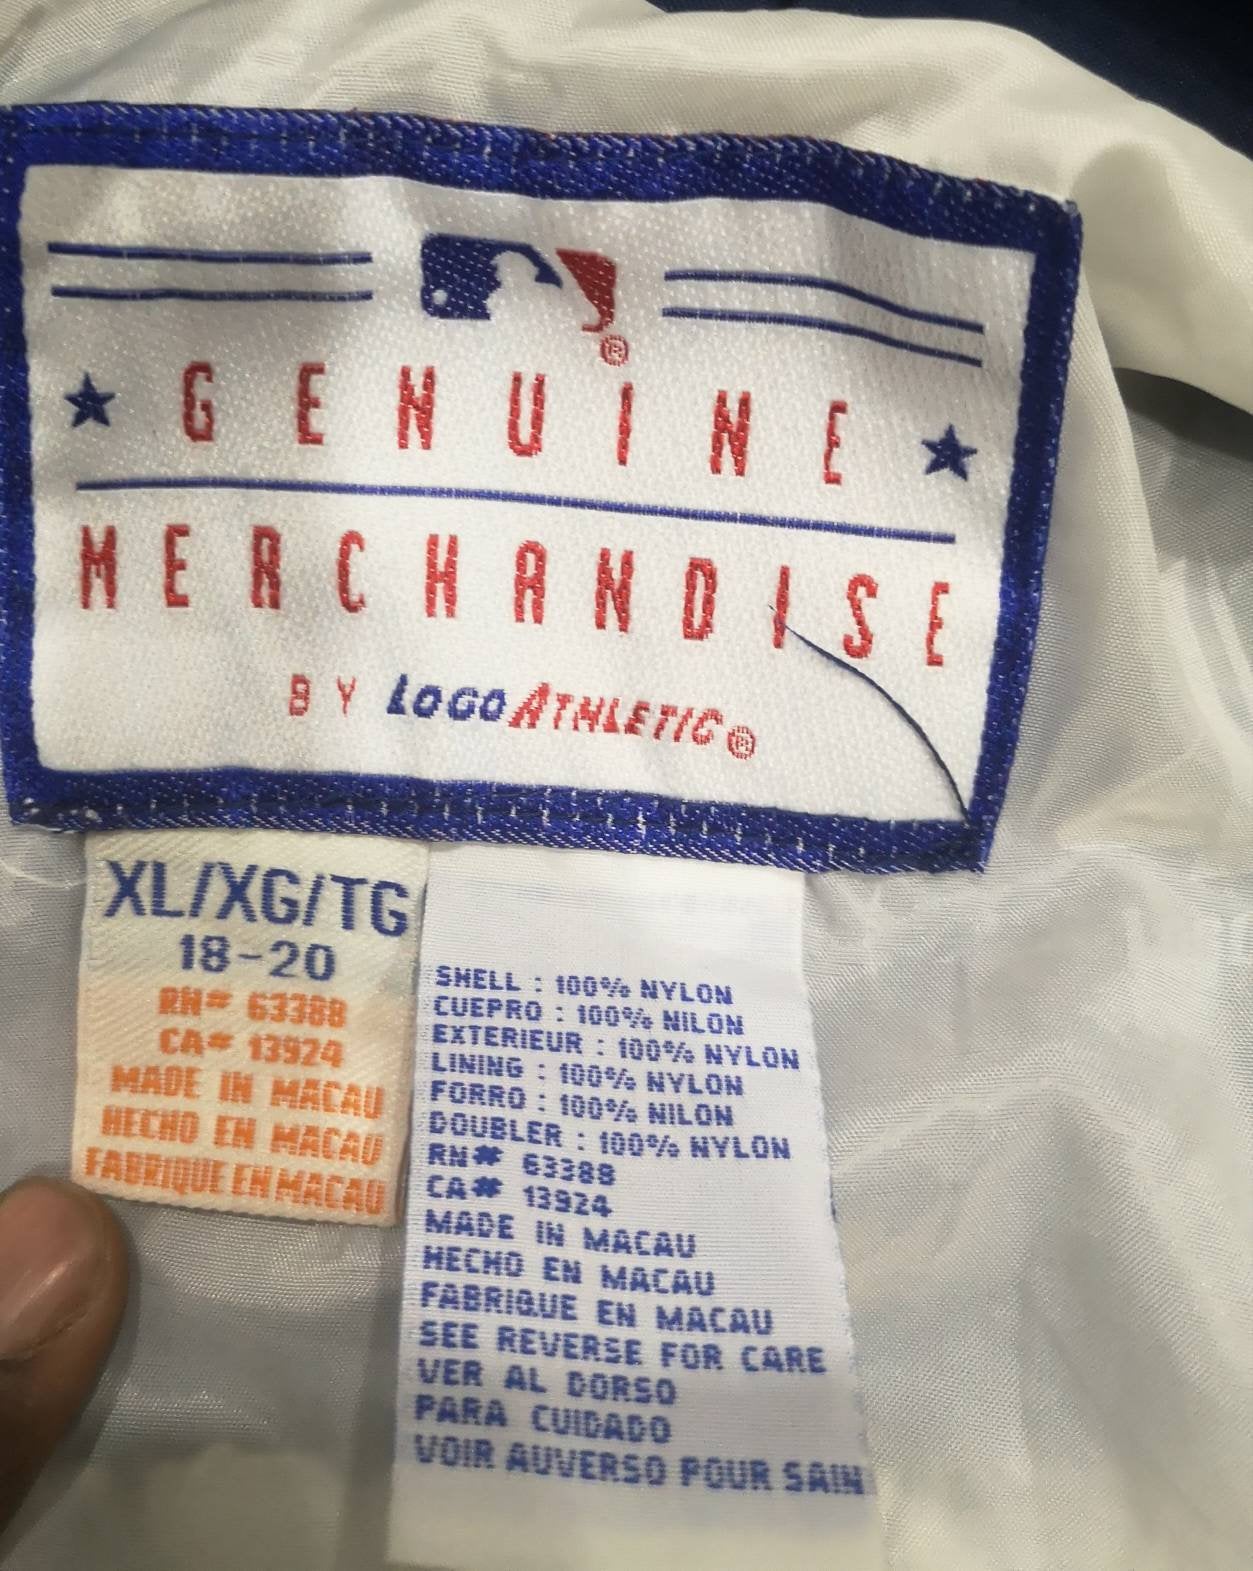 GENUINE
MERCHANDISE
BY LOGOATHLETIC®
XL/XG/TG
18-20
RN# 63388
CA# 13924
MADE IN MACAU
HECHO EN MACAU
FABRIQUE EN MACAU
SHELL : 100% NYLON
CUEPRO : 100% NILON
EXTERIEUR : 100% NYLON
LINING : 100% NYLON
FORRO : 100% NILON
DOUBLER : 100% NYLON
RN# 63388
CA# 13924
MADE IN MACAU
HECHO EN MACAU
FABRIQUE EN MACAU
SEE REVERSE FOR CARE
VER AL DORSO
PARA CUIDADO
VOIR AUVERSO POUR SAIN